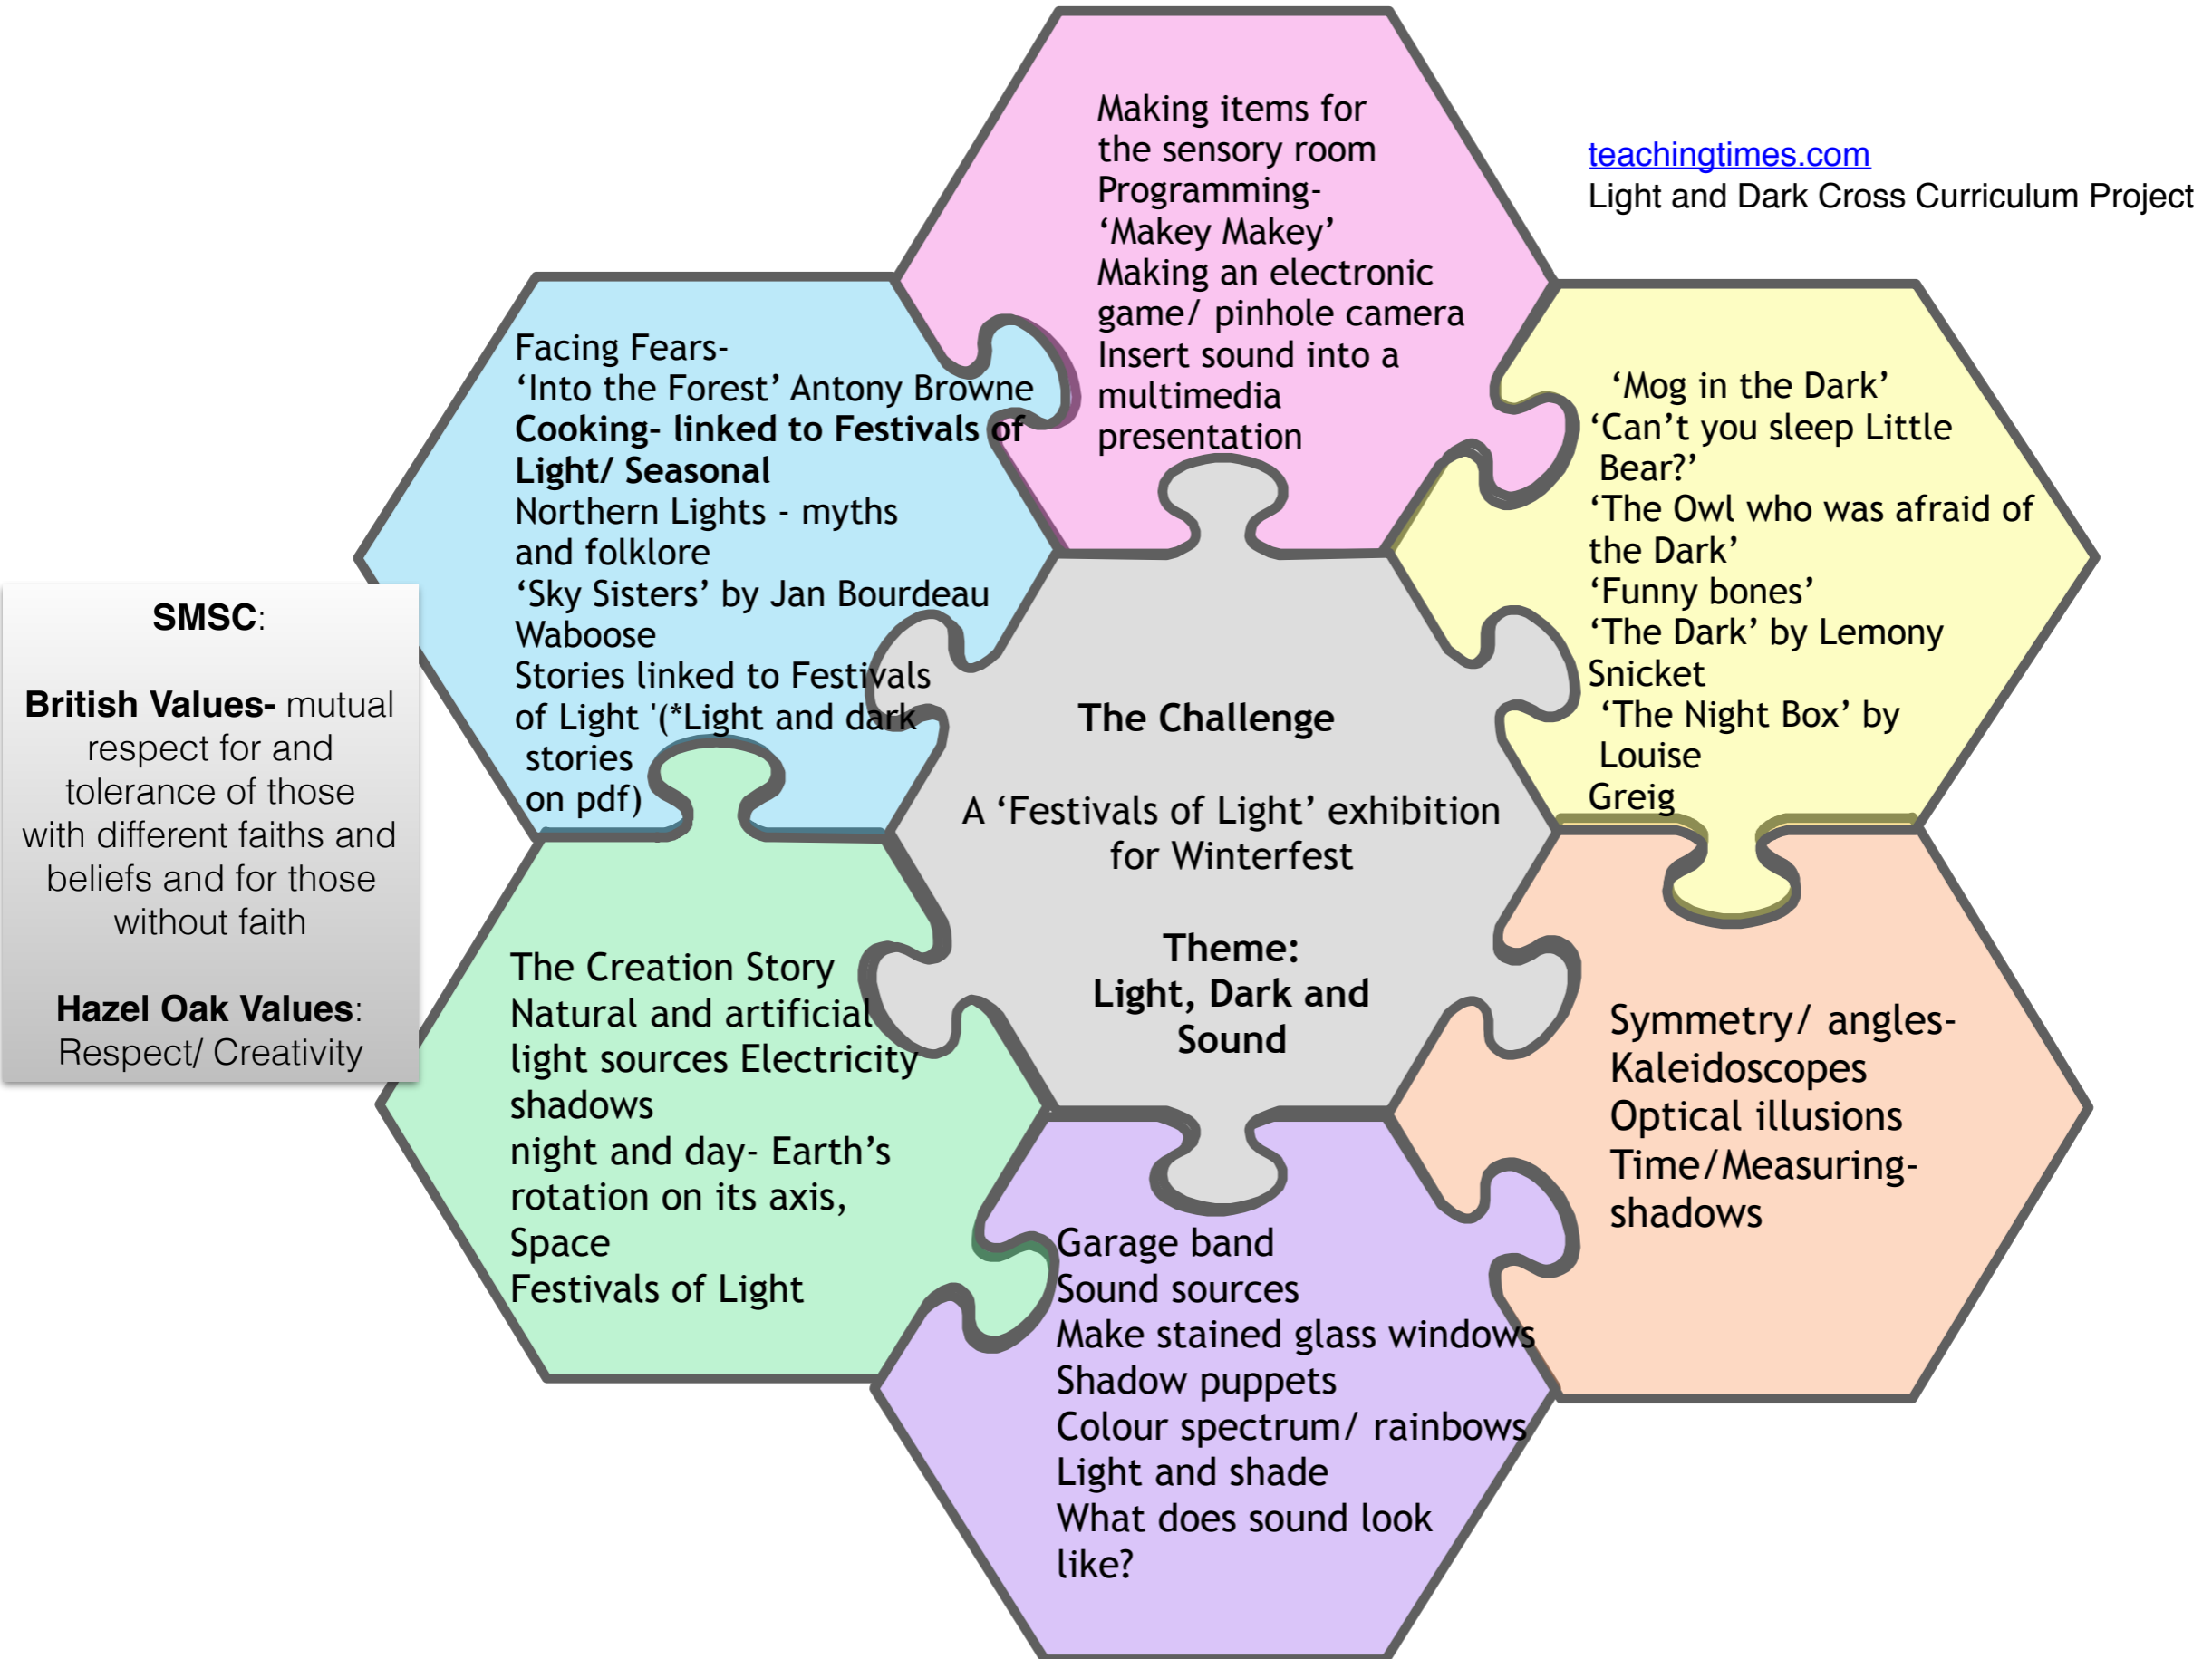 Making items for
the sensory room
Programming-
‘Makey Makey’
Making an electronic
game/ pinhole camera
Insert sound into a
multimedia
presentation
teachingtimes.com
Light and Dark Cross Curriculum Project
Facing Fears-
‘Into the Forest’ Antony Browne
Cooking- linked to Festivals of
Light/ Seasonal
Northern Lights - myths
and folklore
‘Sky Sisters’ by Jan Bourdeau
Waboose
Stories linked to Festivals
of Light '(*Light and dark
stories
on pdf)
‘Mog in the Dark’
‘Can’t you sleep Little
Bear?’
‘The Owl who was afraid of
the Dark’
‘Funny bones’
‘The Dark’ by Lemony
Snicket
‘The Night Box’ by
Louise
Greig
SMSC:
British Values- mutual
respect for and
tolerance of those
with different faiths and
beliefs and for those
without faith
Hazel Oak Values:
Respect/ Creativity
The Challenge
A ‘Festivals of Light’ exhibition
for Winterfest
Theme:
Light, Dark and
Sound
The Creation Story
Natural and artificial
light sources Electricity
shadows
night and day- Earth’s
rotation on its axis,
Space
Festivals of Light
Symmetry/ angles-
Kaleidoscopes
Optical illusions
Time/Measuring-
shadows
Garage band
Sound sources
Make stained glass windows
Shadow puppets
Colour spectrum/ rainbows
Light and shade
What does sound look
like?